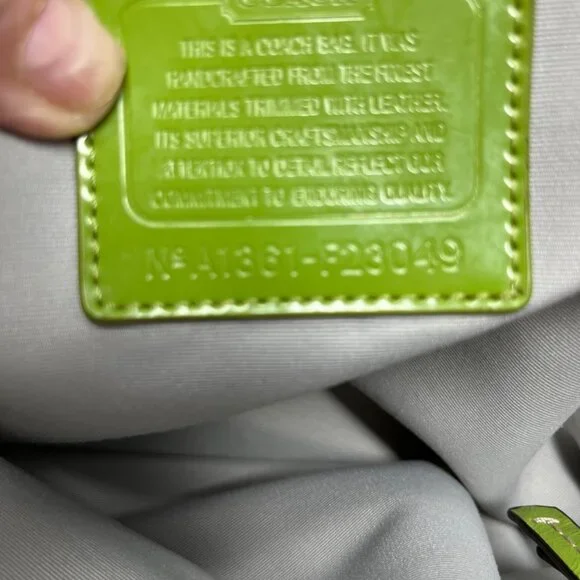 COACH
THIS IS A COACH BAG. IT WAS
HANDCRAFTED FROM THE FINEST
MATERIALS TRIMMED WITH LEATHER.
ITS SUPERIOR CRAFTSMANSHIP AND
ATTENTION TO DETAIL REFLECT OUR
COMMITMENT TO ENDURING QUALITY.
Nº A1361-F23049